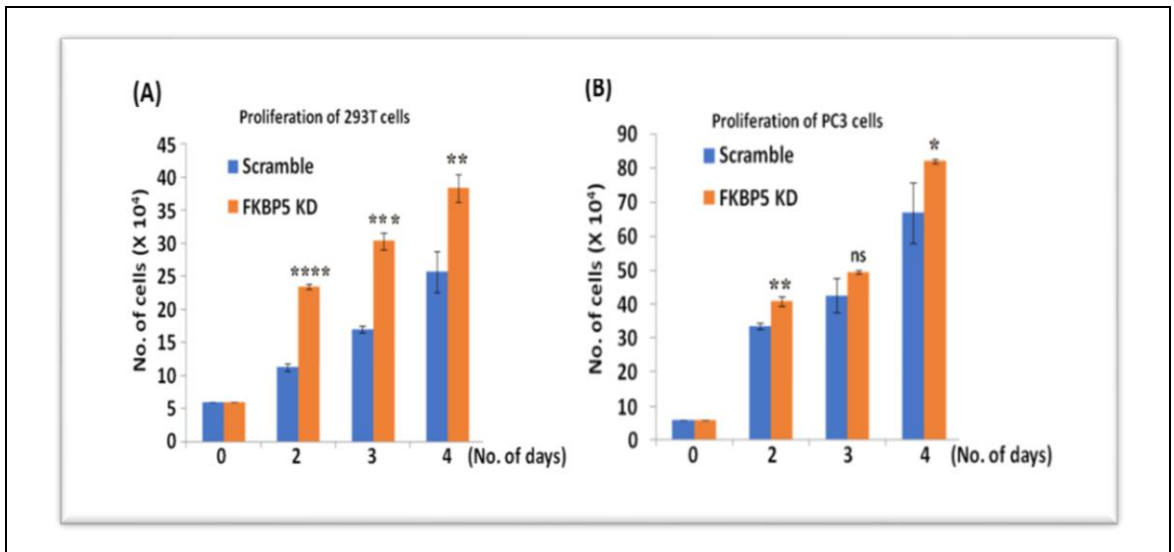 (A)
Proliferation of 293T cells
Scramble
FKBP5 KD
No. of cells (X 10⁴)
45
40
35
30
25
20
15
10
5
0
****
***
**
0 2 3 4 (No. of days)
(B)
Proliferation of PC3 cells
Scramble
FKBP5 KD
No. of cells (X 10⁴)
90
80
70
60
50
40
30
20
10
0
**
ns
*
0 2 3 4 (No. of days)